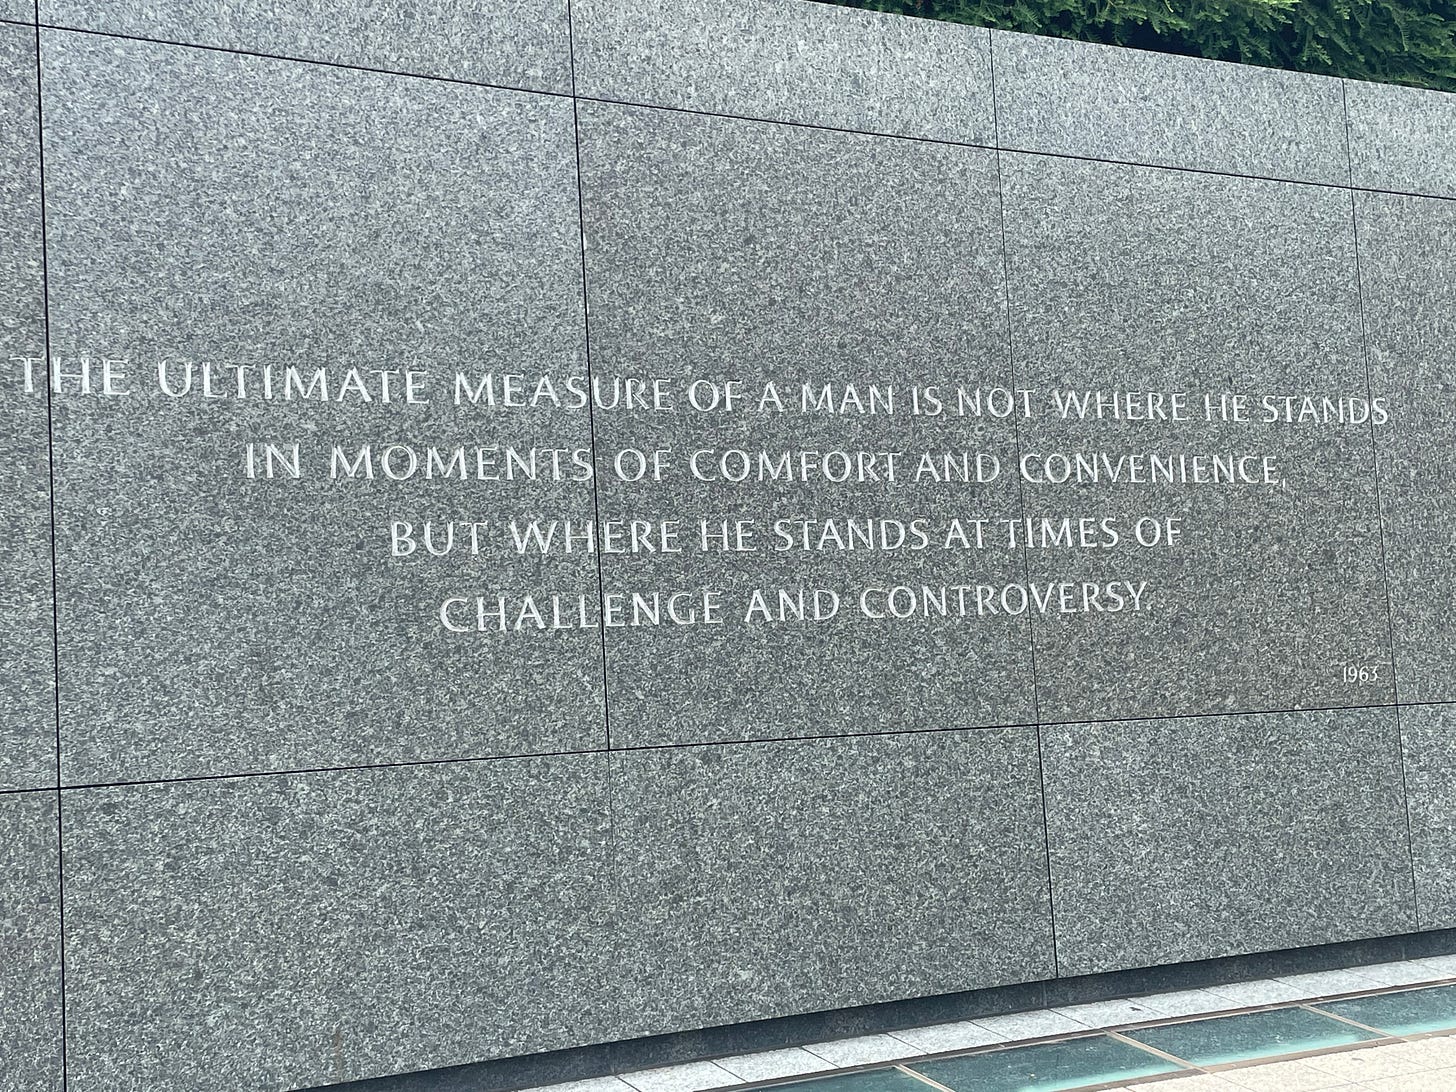 THE ULTIMATE MEASURE OF A MAN IS NOT WHERE HE STANDS
IN MOMENTS OF COMFORT AND CONVENIENCE,
BUT WHERE HE STANDS AT TIMES OF
CHALLENGE AND CONTROVERSY.
1963